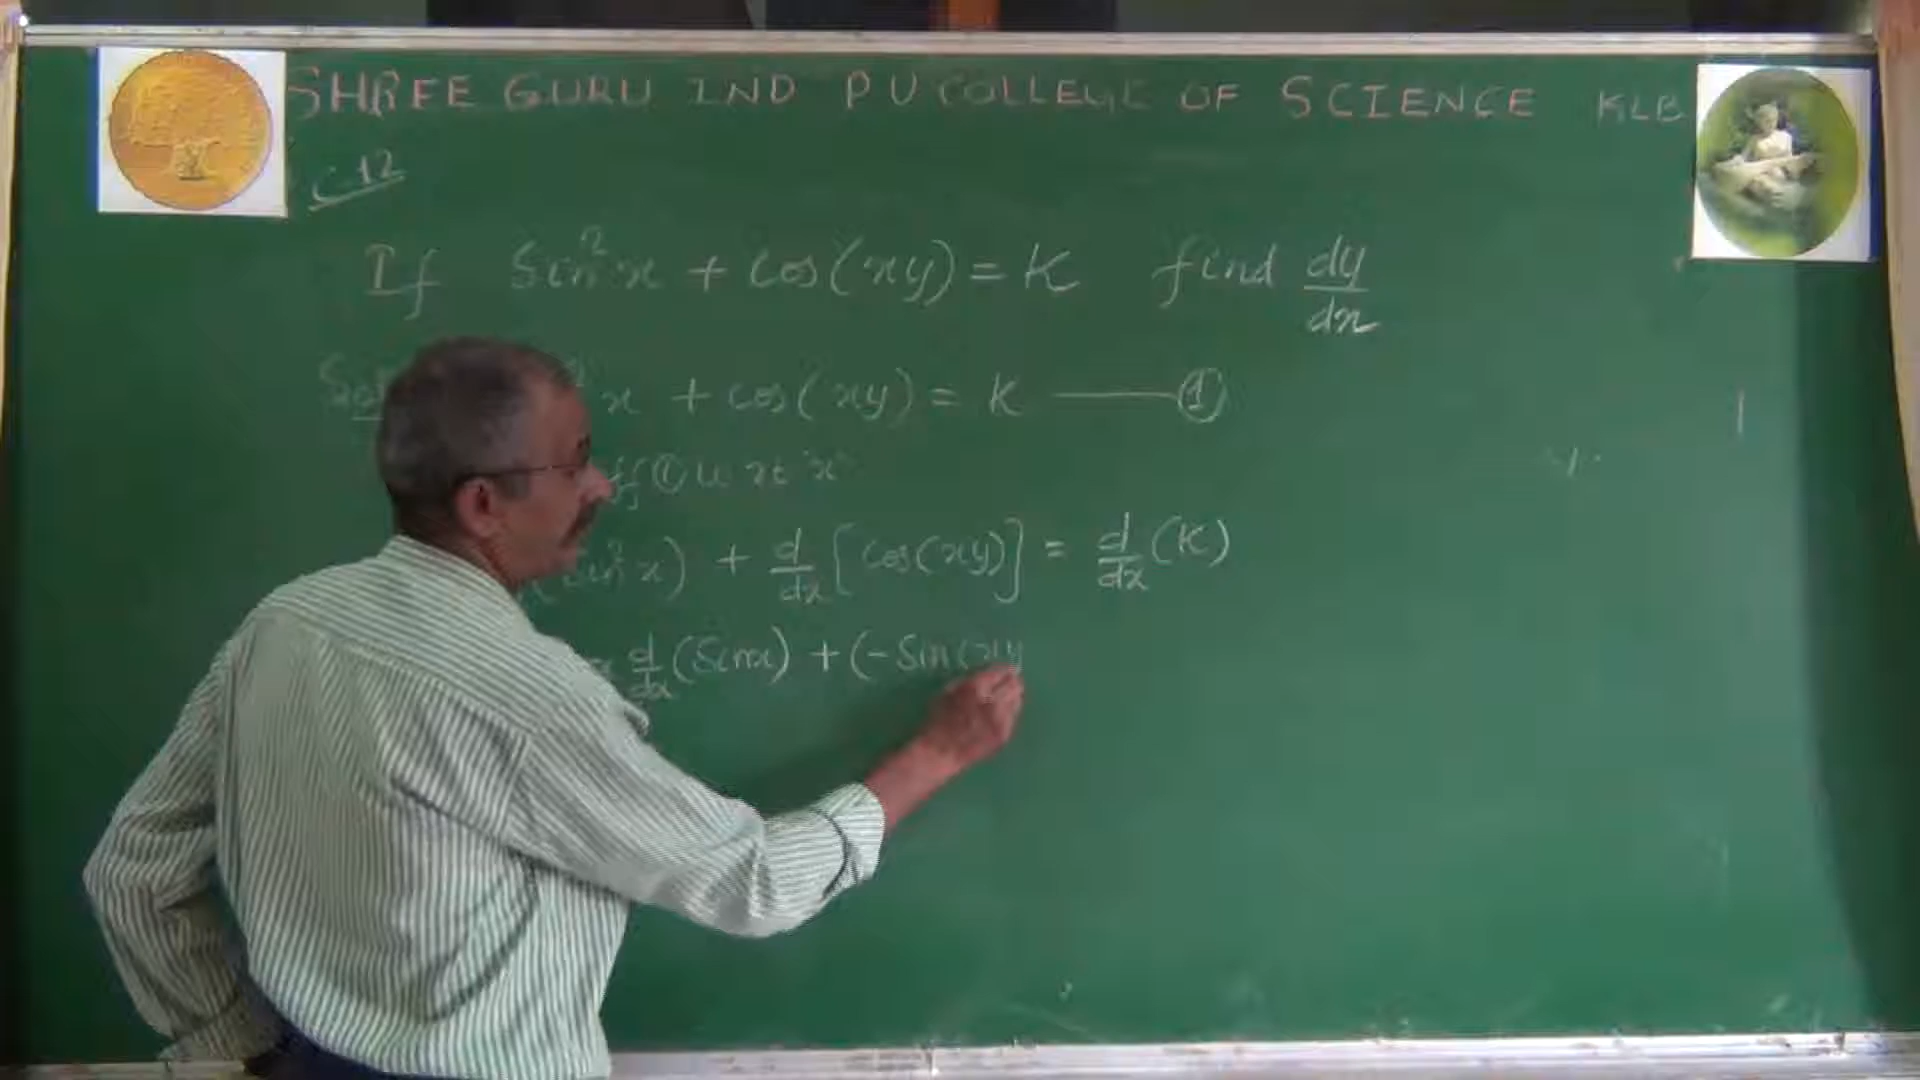 SHREE GURU IND PU COLLEGE OF SCIENCE KLB
C-12
If Sin²x + cos(xy) = K find dy/dx
x + cos(xy) = K ——— ①
① w r t 'x'
x) + d/dx [cos(xy)] = d/dx (K)
d/dx (Sinx) + (-Sin(xy